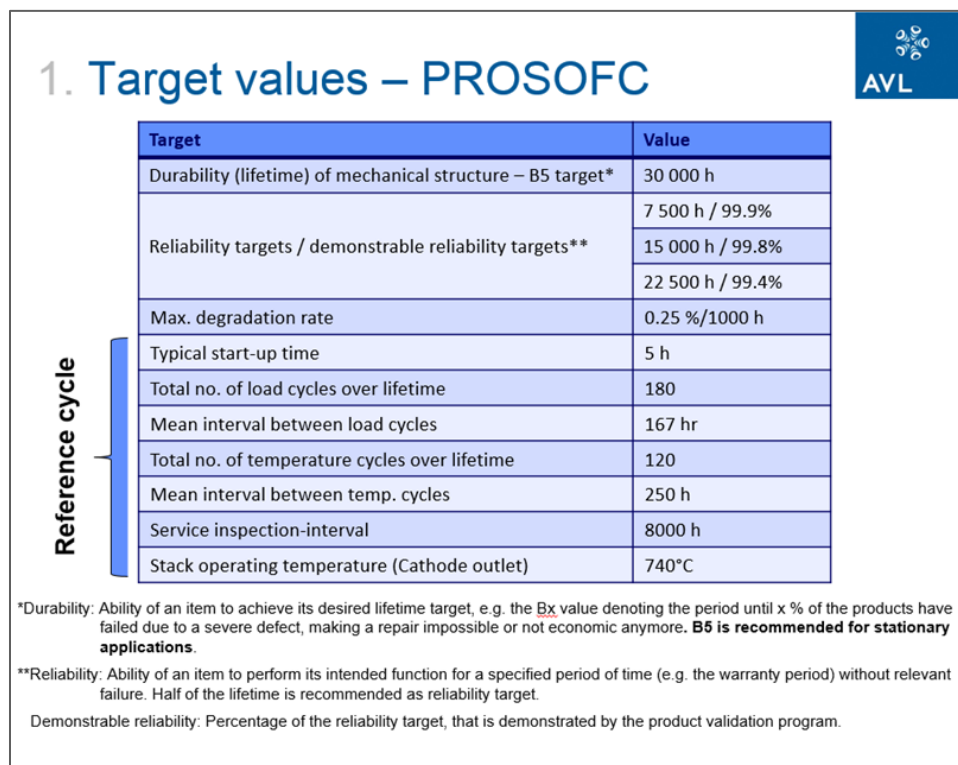 1. Target values – PROSOFC
AVL
Target Value
Durability (lifetime) of mechanical structure – B5 target* 30 000 h
Reliability targets / demonstrable reliability targets** 7 500 h / 99.9%
15 000 h / 99.8%
22 500 h / 99.4%
Max. degradation rate 0.25 %/1000 h
Reference cycle
Typical start-up time 5 h
Total no. of load cycles over lifetime 180
Mean interval between load cycles 167 hr
Total no. of temperature cycles over lifetime 120
Mean interval between temp. cycles 250 h
Service inspection-interval 8000 h
Stack operating temperature (Cathode outlet) 740°C
*Durability: Ability of an item to achieve its desired lifetime target, e.g. the Bx value denoting the period until x % of the products have
failed due to a severe defect, making a repair impossible or not economic anymore. B5 is recommended for stationary
applications.
**Reliability: Ability of an item to perform its intended function for a specified period of time (e.g. the warranty period) without relevant
failure. Half of the lifetime is recommended as reliability target.
Demonstrable reliability: Percentage of the reliability target, that is demonstrated by the product validation program.